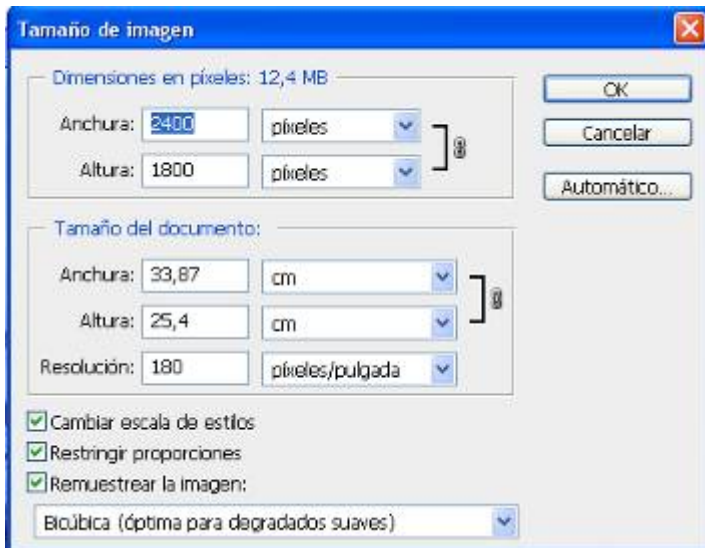 Tamaño de imagen
Dimensiones en píxeles: 12,4 MB
OK
Anchura: 2400 píxeles
Cancelar
Altura: 1800 píxeles
Automático...
Tamaño del documento:
Anchura: 33,87 cm
Altura: 25,4 cm
Resolución: 180 píxeles/pulgada
Cambiar escala de estilos
Restringir proporciones
Remuestrear la imagen:
Bicúbica (óptima para degradados suaves)